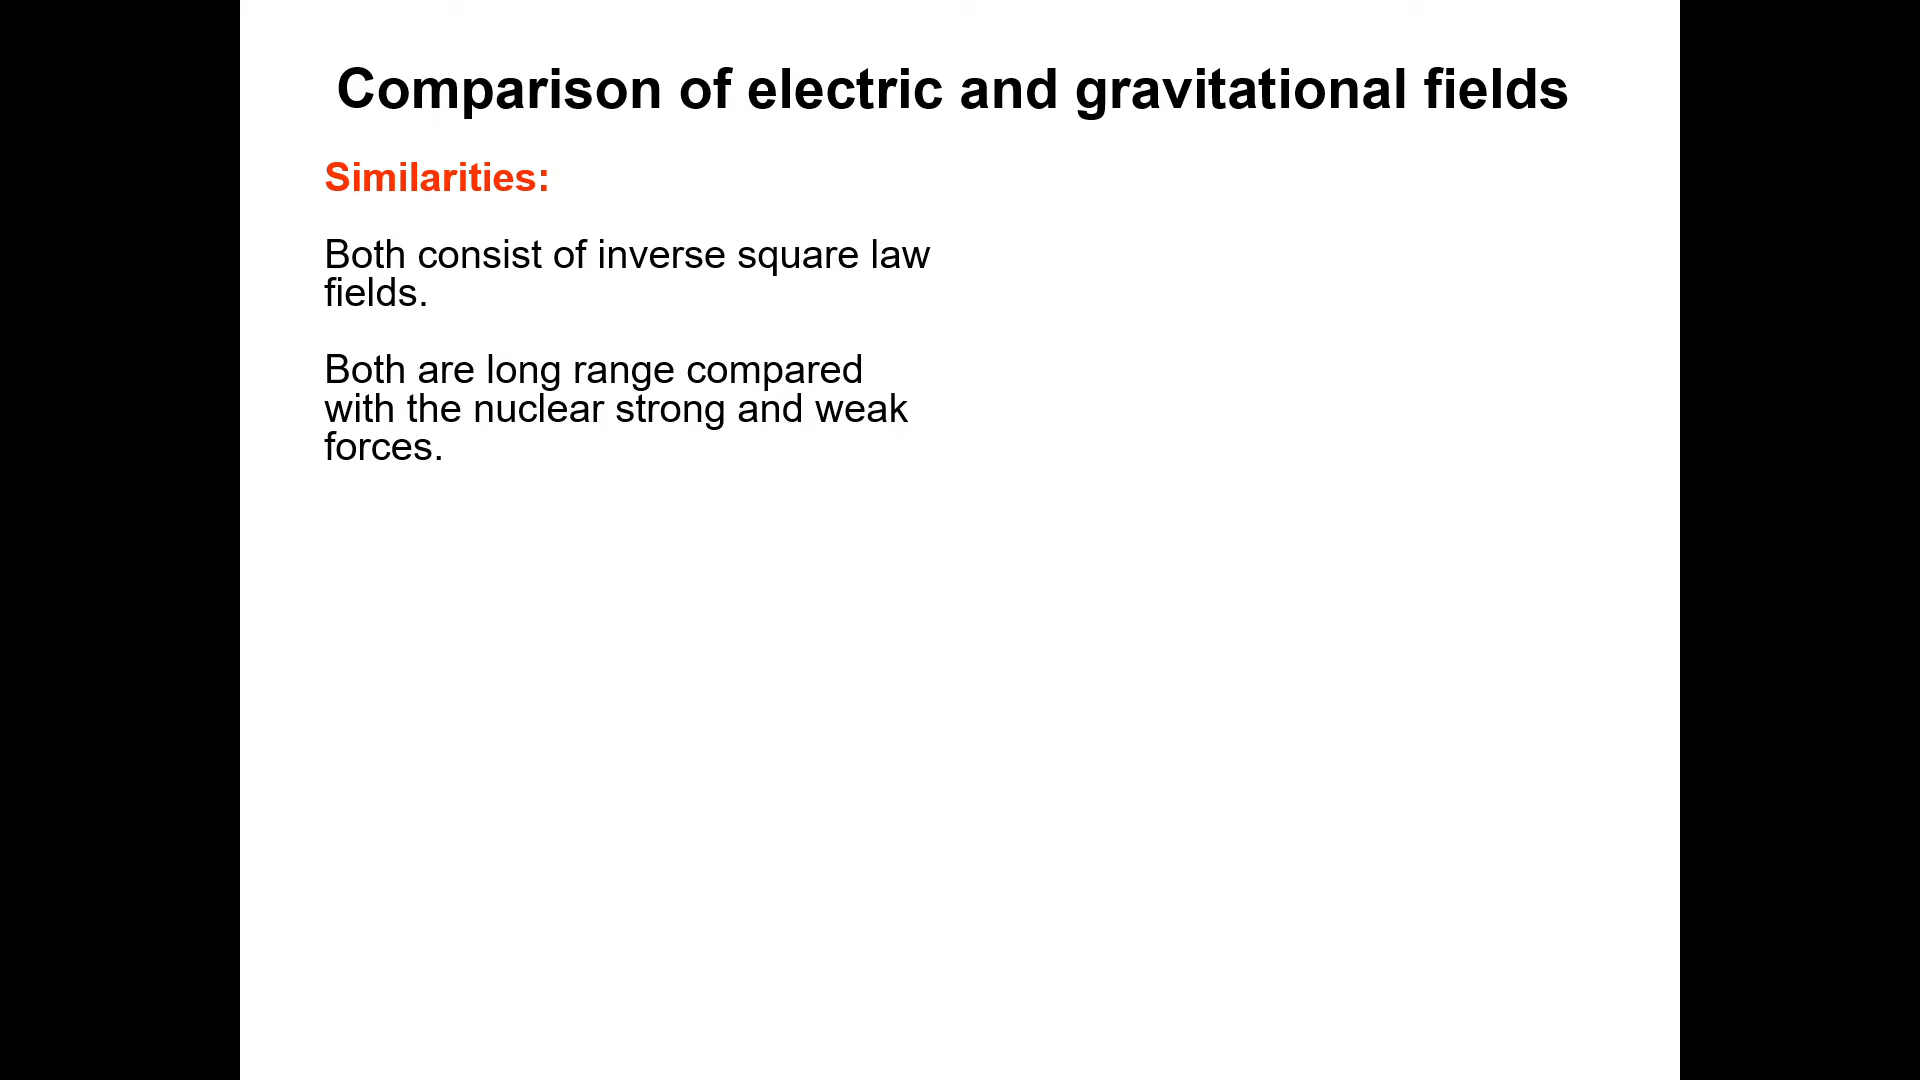 Comparison of electric and gravitational fields
Similarities:
Both consist of inverse square law
fields.
Both are long range compared
with the nuclear strong and weak
forces.